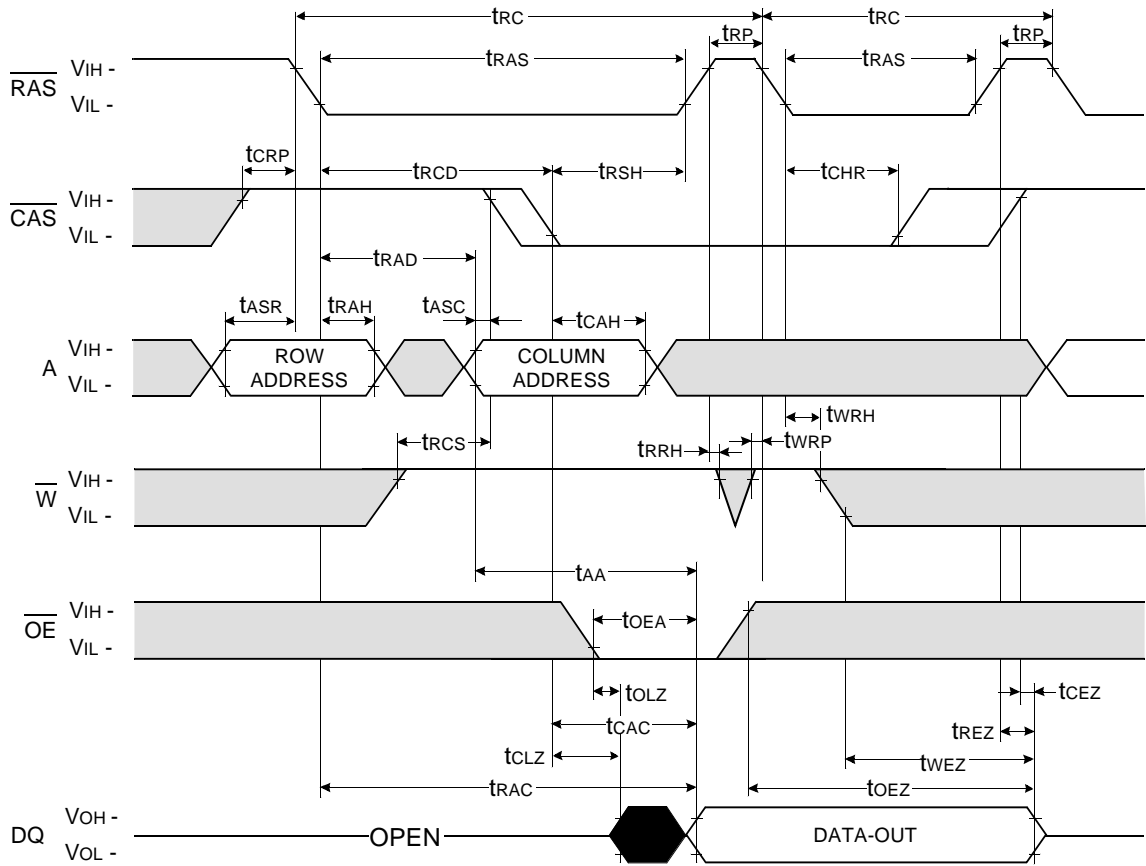 tRC tRC
tRP tRP
tRAS tRAS
RAS VIH -
VIL -
tCRP tRCD tRSH tCHR
CAS VIH -
VIL -
tRAD
tASR tRAH tASC tCAH
A VIH -
VIL -
ROW
ADDRESS
COLUMN
ADDRESS
tRCS tRRH tWRP tWRH
W VIH -
VIL -
tAA
OE VIH -
VIL -
tOEA
tOLZ tCEZ
tCAC tREZ
tCLZ tWEZ
tRAC tOEZ
DQ VOH -
VOL -
OPEN DATA-OUT